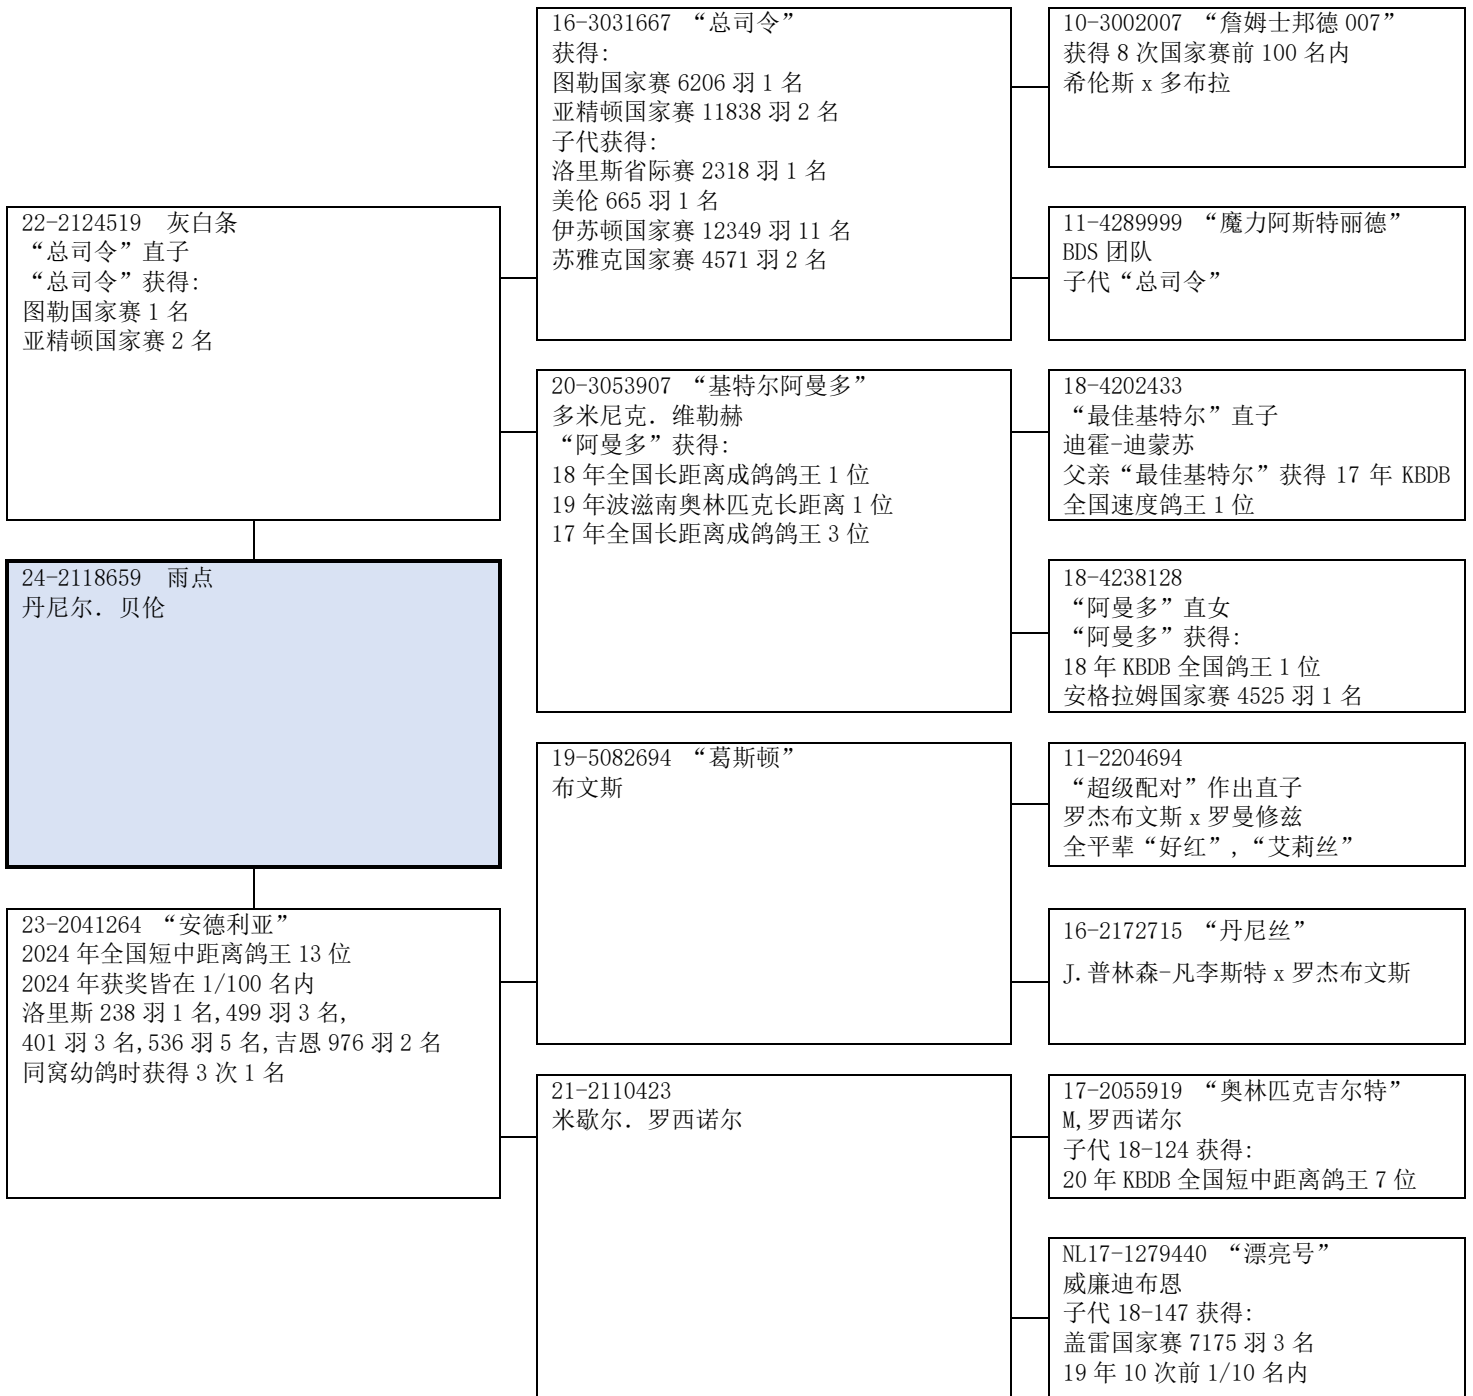 16-3031667 “总司令”
获得:
图勒国家赛 6206 羽 1 名
亚精顿国家赛 11838 羽 2 名
子代获得:
洛里斯省际赛 2318 羽 1 名
美伦 665 羽 1 名
伊苏顿国家赛 12349 羽 11 名
苏雅克国家赛 4571 羽 2 名
10-3002007 “詹姆士邦德 007”
获得 8 次国家赛前 100 名内
希伦斯 x 多布拉
22-2124519 灰白条
“总司令”直子
“总司令”获得:
图勒国家赛 1 名
亚精顿国家赛 2 名
11-4289999 “魔力阿斯特丽德”
BDS 团队
子代“总司令”
20-3053907 “基特尔阿曼多”
多米尼克. 维勒赫
“阿曼多”获得:
18 年全国长距离成鸽鸽王 1 位
19 年波滋南奥林匹克长距离 1 位
17 年全国长距离成鸽鸽王 3 位
18-4202433
“最佳基特尔”直子
迪霍-迪蒙苏
父亲“最佳基特尔”获得 17 年 KBDB
全国速度鸽王 1 位
24-2118659 雨点
丹尼尔. 贝伦
18-4238128
“阿曼多”直女
“阿曼多”获得:
18 年 KBDB 全国鸽王 1 位
安格拉姆国家赛 4525 羽 1 名
19-5082694 “葛斯顿”
布文斯
11-2204694
“超级配对”作出直子
罗杰布文斯 x 罗曼修兹
全平辈“好红”,“艾莉丝”
23-2041264 “安德利亚”
2024 年全国短中距离鸽王 13 位
2024 年获奖皆在 1/100 名内
洛里斯 238 羽 1 名,499 羽 3 名,
401 羽 3 名,536 羽 5 名,吉恩 976 羽 2 名
同窝幼鸽时获得 3 次 1 名
16-2172715 “丹尼丝”
J.普林森-凡李斯特 x 罗杰布文斯
21-2110423
米歇尔. 罗西诺尔
17-2055919 “奥林匹克吉尔特”
M,罗西诺尔
子代 18-124 获得:
20 年 KBDB 全国短中距离鸽王 7 位
NL17-1279440 “漂亮号”
威廉迪布恩
子代 18-147 获得:
盖雷国家赛 7175 羽 3 名
19 年 10 次前 1/10 名内